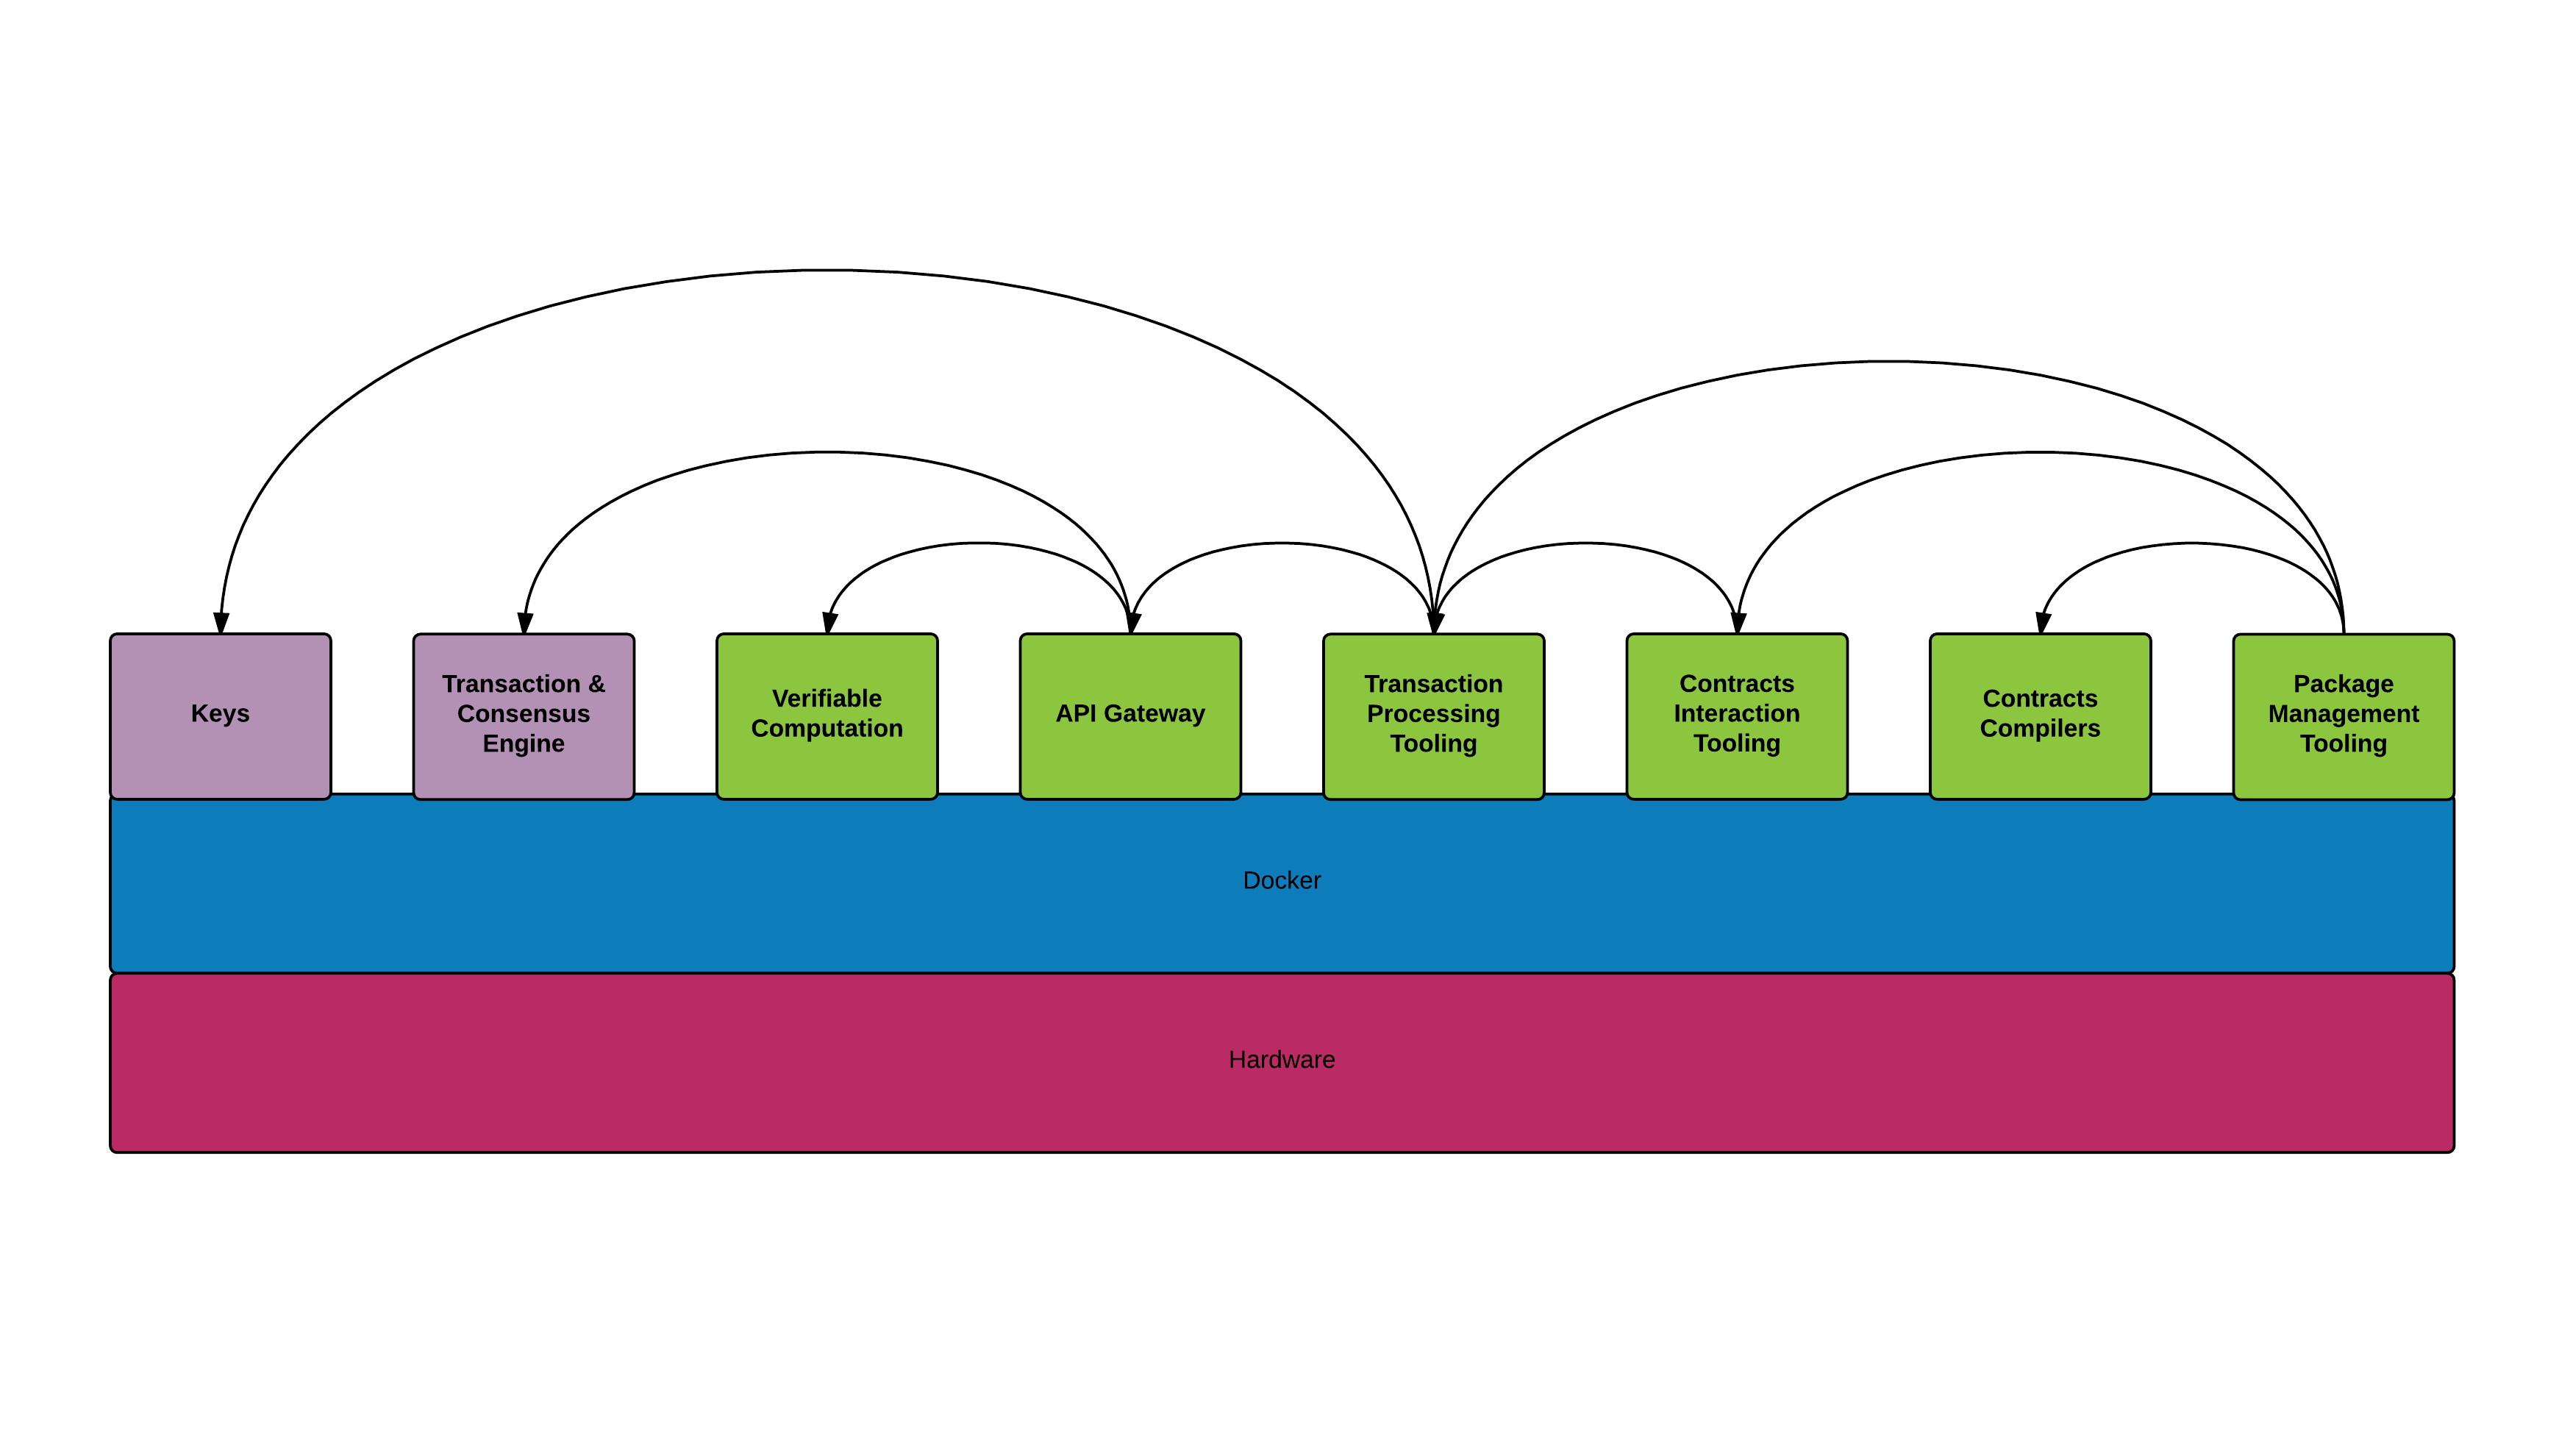 Keys
Transaction &
Consensus
Engine
Verifiable
Computation
API Gateway
Transaction
Processing
Tooling
Contracts
Interaction
Tooling
Contracts
Compilers
Package
Management
Tooling
Docker
Hardware